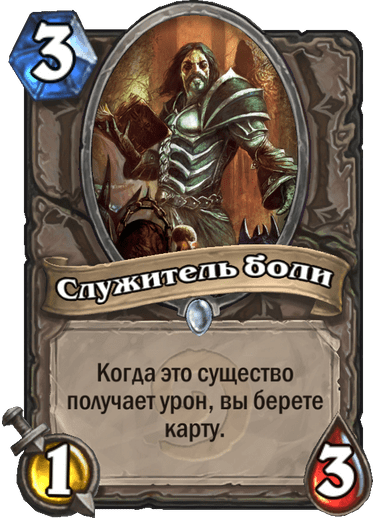 3
Служитель боли
Когда это существо
получает урон, вы берете
карту.
1
3